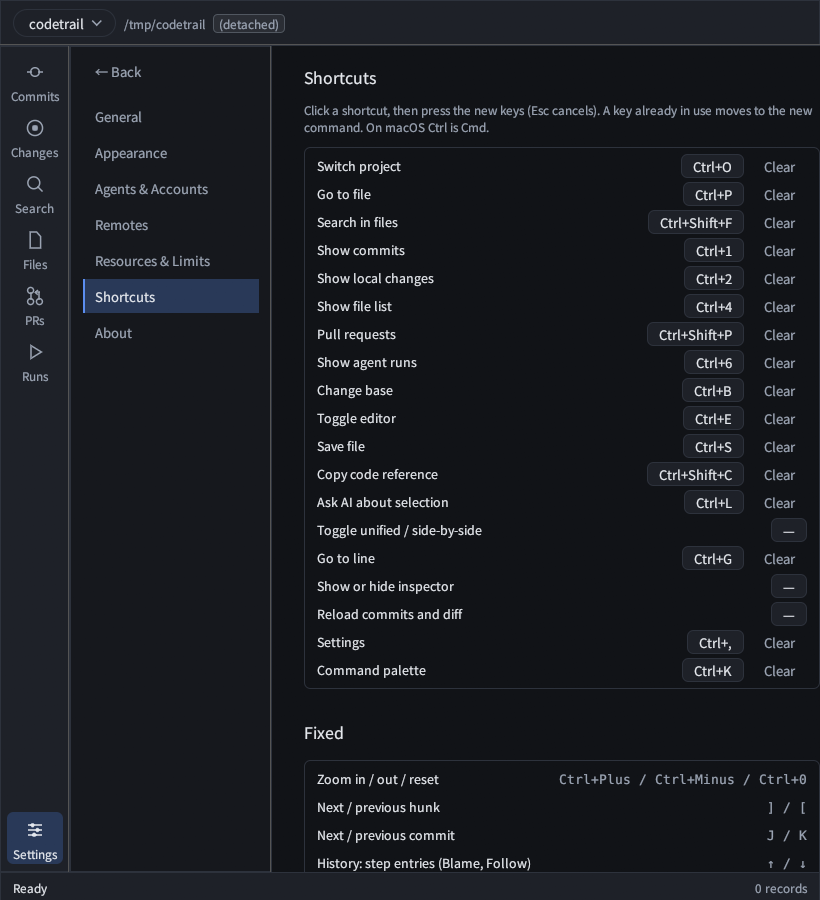 codetrail /tmp/codetrail (detached)
Commits
Changes
Search
Files
PRs
Runs
Settings
← Back
General
Appearance
Agents & Accounts
Remotes
Resources & Limits
Shortcuts
About
Shortcuts
Click a shortcut, then press the new keys (Esc cancels). A key already in use moves to the new
command. On macOS Ctrl is Cmd.
Switch project Ctrl+O Clear
Go to file Ctrl+P Clear
Search in files Ctrl+Shift+F Clear
Show commits Ctrl+1 Clear
Show local changes Ctrl+2 Clear
Show file list Ctrl+4 Clear
Pull requests Ctrl+Shift+P Clear
Show agent runs Ctrl+6 Clear
Change base Ctrl+B Clear
Toggle editor Ctrl+E Clear
Save file Ctrl+S Clear
Copy code reference Ctrl+Shift+C Clear
Ask AI about selection Ctrl+L Clear
Toggle unified / side-by-side —
Go to line Ctrl+G Clear
Show or hide inspector —
Reload commits and diff —
Settings Ctrl+, Clear
Command palette Ctrl+K Clear
Fixed
Zoom in / out / reset Ctrl+Plus / Ctrl+Minus / Ctrl+0
Next / previous hunk ] / [
Next / previous commit J / K
History: step entries (Blame, Follow) ↑ / ↓
Ready 0 records